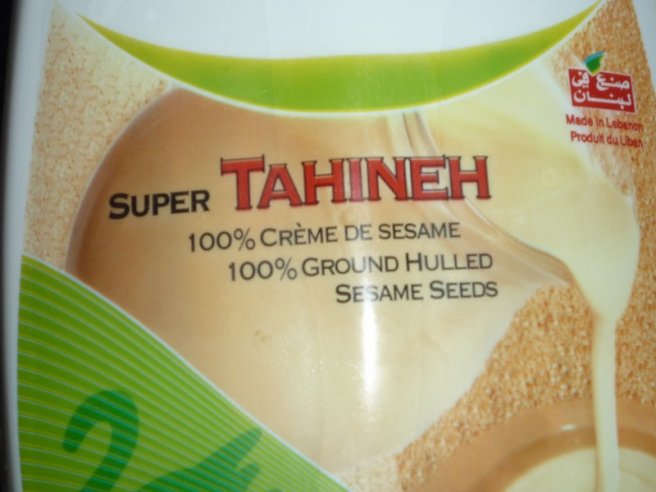 صنع في
لبنان
Made in Lebanon
Produit du Liban
SUPER TAHINEH
100% CRÈME DE SESAME
100% GROUND HULLED
SESAME SEEDS